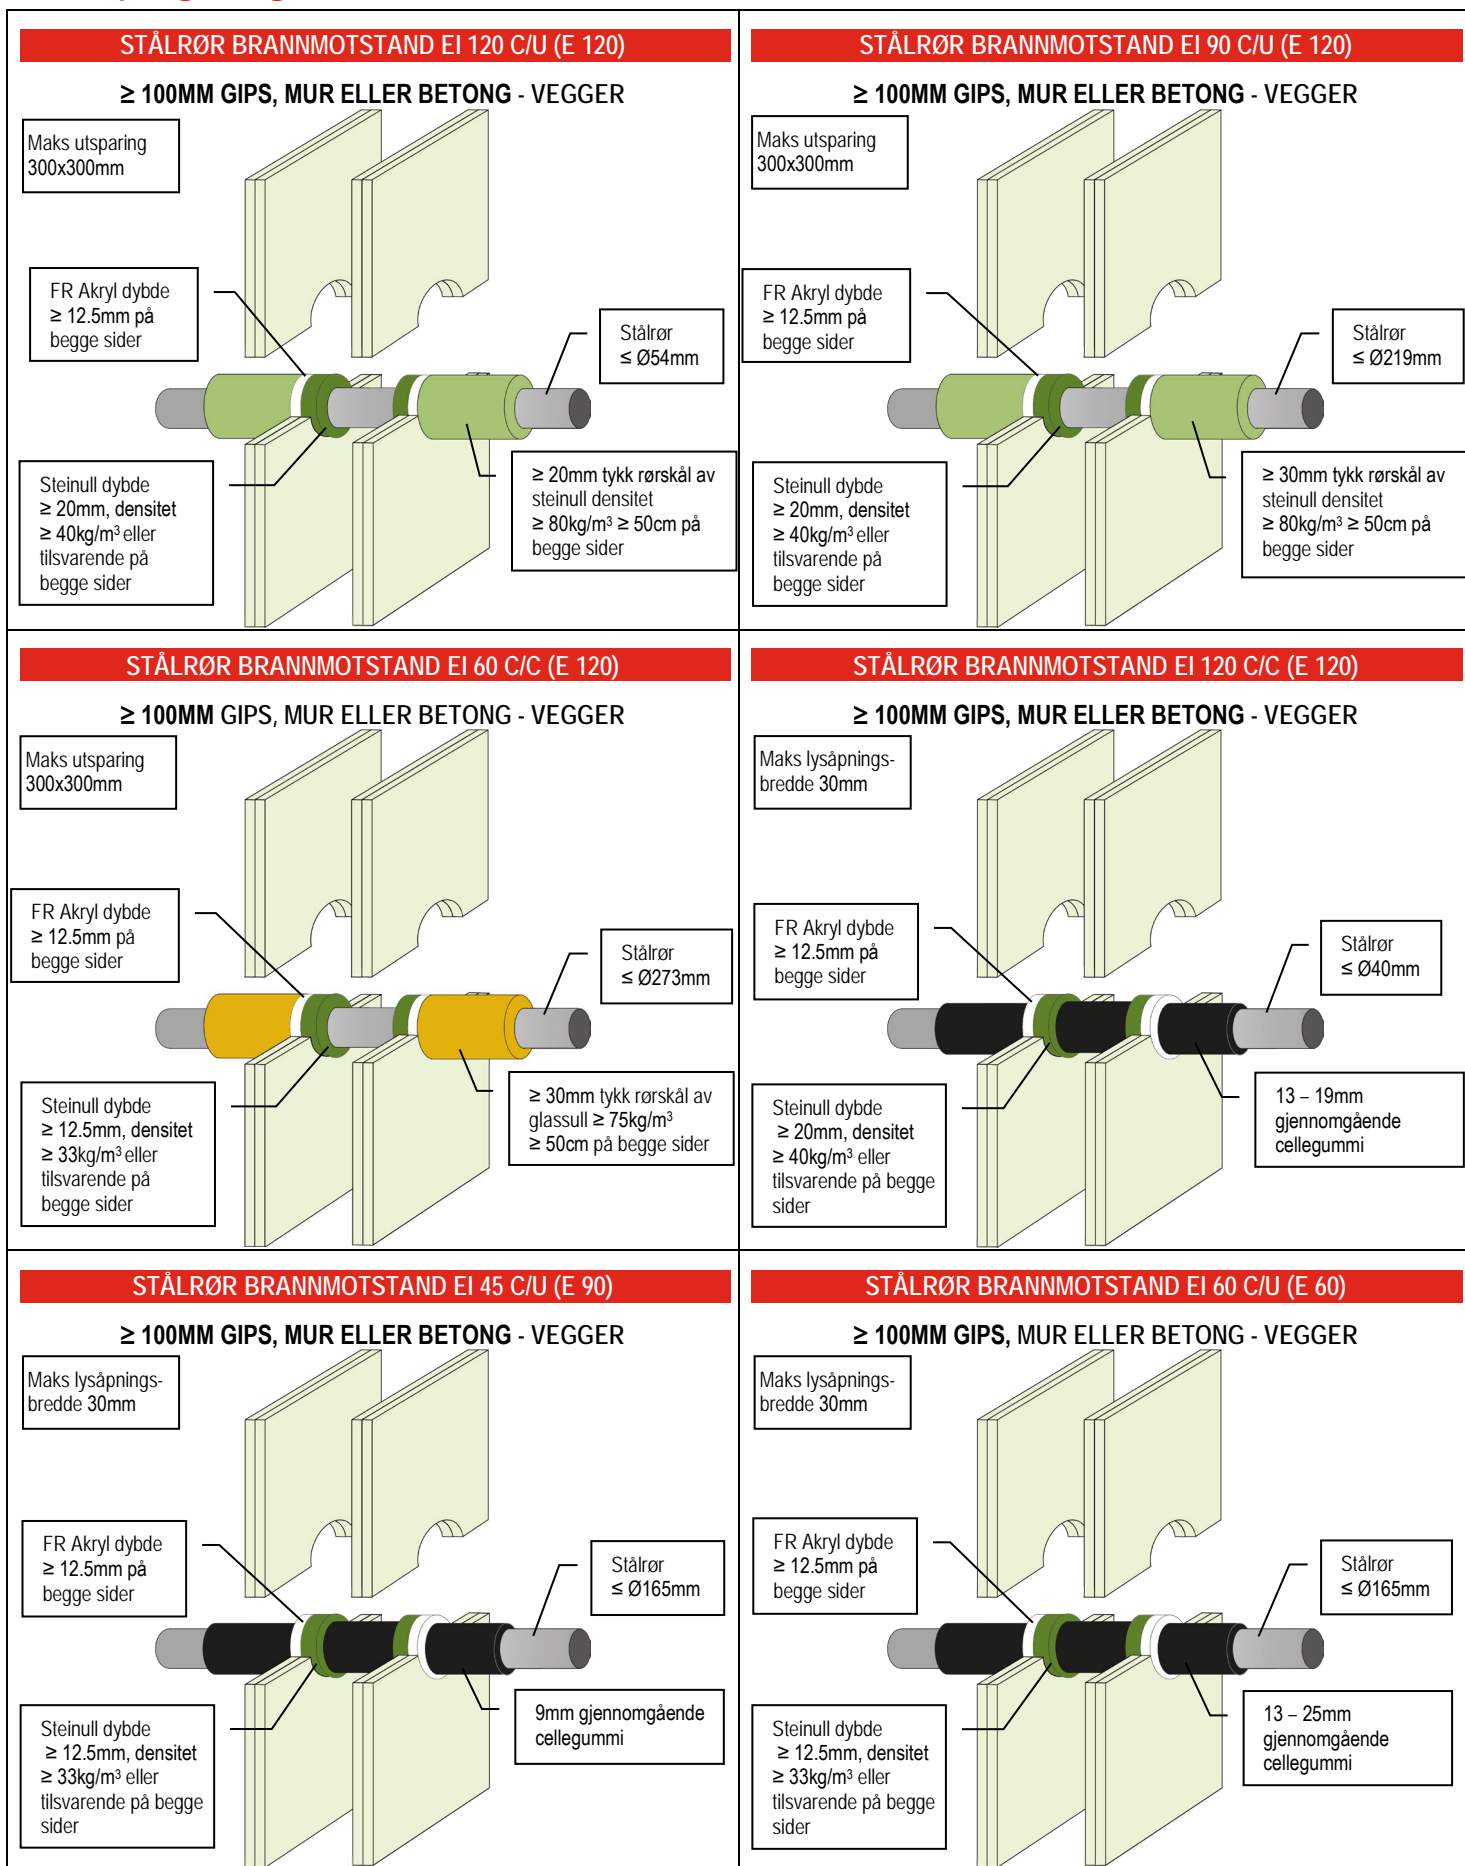 STÅLRØR BRANNMOTSTAND EI 120 C/U (E 120)
≥ 100MM GIPS, MUR ELLER BETONG - VEGGER
Maks utsparing
300x300mm
FR Akryl dybde
≥ 12.5mm på
begge sider
Stålrør
≤ Ø54mm
Steinull dybde
≥ 20mm, densitet
≥ 40kg/m³ eller
tilsvarende på
begge sider
≥ 20mm tykk rørskål av
steinull densitet
≥ 80kg/m³ ≥ 50cm på
begge sider
STÅLRØR BRANNMOTSTAND EI 90 C/U (E 120)
≥ 100MM GIPS, MUR ELLER BETONG - VEGGER
Maks utsparing
300x300mm
FR Akryl dybde
≥ 12.5mm på
begge sider
Stålrør
≤ Ø219mm
Steinull dybde
≥ 20mm, densitet
≥ 40kg/m³ eller
tilsvarende på
begge sider
≥ 30mm tykk rørskål av
steinull densitet
≥ 80kg/m³ ≥ 50cm på
begge sider
STÅLRØR BRANNMOTSTAND EI 60 C/C (E 120)
≥ 100MM GIPS, MUR ELLER BETONG - VEGGER
Maks utsparing
300x300mm
FR Akryl dybde
≥ 12.5mm på
begge sider
Stålrør
≤ Ø273mm
Steinull dybde
≥ 12.5mm, densitet
≥ 33kg/m³ eller
tilsvarende på
begge sider
≥ 30mm tykk rørskål av
glassull ≥ 75kg/m³
≥ 50cm på begge sider
STÅLRØR BRANNMOTSTAND EI 120 C/C (E 120)
≥ 100MM GIPS, MUR ELLER BETONG - VEGGER
Maks lysåpnings-
bredde 30mm
FR Akryl dybde
≥ 12.5mm på
begge sider
Stålrør
≤ Ø40mm
Steinull dybde
≥ 20mm, densitet
≥ 40kg/m³ eller
tilsvarende på begge
sider
13 – 19mm
gjennomgående
cellegummi
STÅLRØR BRANNMOTSTAND EI 45 C/U (E 90)
≥ 100MM GIPS, MUR ELLER BETONG - VEGGER
Maks lysåpnings-
bredde 30mm
FR Akryl dybde
≥ 12.5mm på
begge sider
Stålrør
≤ Ø165mm
Steinull dybde
≥ 12.5mm, densitet
≥ 33kg/m³ eller
tilsvarende på begge
sider
9mm gjennomgående
cellegummi
STÅLRØR BRANNMOTSTAND EI 60 C/U (E 60)
≥ 100MM GIPS, MUR ELLER BETONG - VEGGER
Maks lysåpnings-
bredde 30mm
FR Akryl dybde
≥ 12.5mm på
begge sider
Stålrør
≤ Ø165mm
Steinull dybde
≥ 12.5mm, densitet
≥ 33kg/m³ eller
tilsvarende på begge
sider
13 – 25mm
gjennomgående
cellegummi